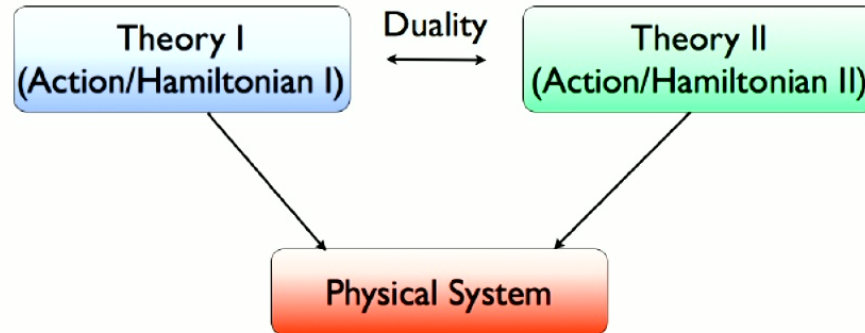 Duality
Theory I
(Action/Hamiltonian I)
Theory II
(Action/Hamiltonian II)
Physical System